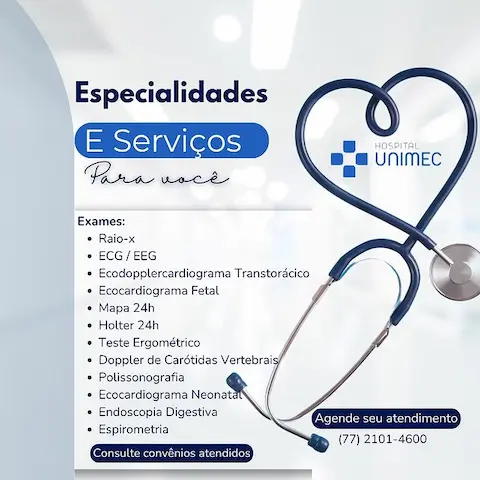 Especialidades
E Serviços
Para você
HOSPITAL
UNIMEC
Exames:
• Raio-x
• ECG / EEG
• Ecodopplercardiograma Transtorácico
• Ecocardiograma Fetal
• Mapa 24h
• Holter 24h
• Teste Ergométrico
• Doppler de Carótidas Vertebrais
• Polissonografia
• Ecocardiograma Neonatal
• Endoscopia Digestiva
• Espirometria
Consulte convênios atendidos
Agende seu atendimento
(77) 2101-4600